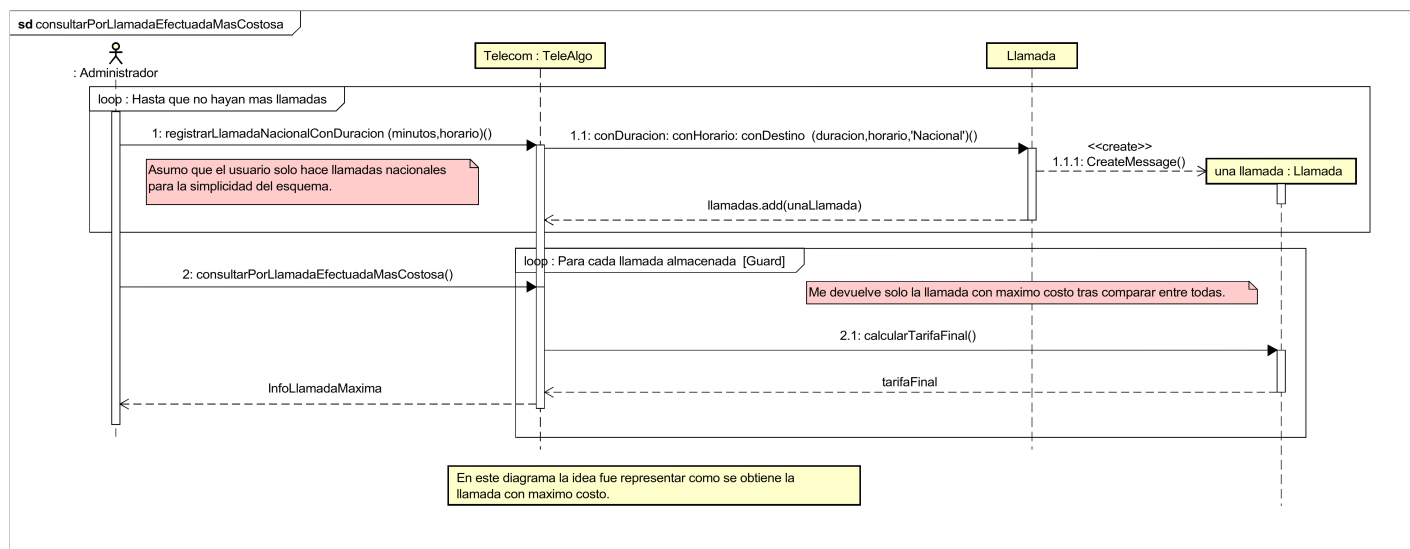 sd consultarPorLlamadaEfectuadaMasCostosa
: Administrador
Telecom : TeleAlgo
Llamada
loop : Hasta que no hayan mas llamadas
1: registrarLlamadaNacionalConDuracion (minutos,horario)()
1.1: conDuracion: conHorario: conDestino  (duracion,horario,'Nacional')()
<<create>>
1.1.1: CreateMessage()
una llamada : Llamada
Asumo que el usuario solo hace llamadas nacionales
para la simplicidad del esquema.
llamadas.add(unaLlamada)
loop : Para cada llamada almacenada  [Guard]
2: consultarPorLlamadaEfectuadaMasCostosa()
Me devuelve solo la llamada con maximo costo tras comparar entre todas.
2.1: calcularTarifaFinal()
tarifaFinal
InfoLlamadaMaxima
En este diagrama la idea fue representar como se obtiene la
llamada con maximo costo.